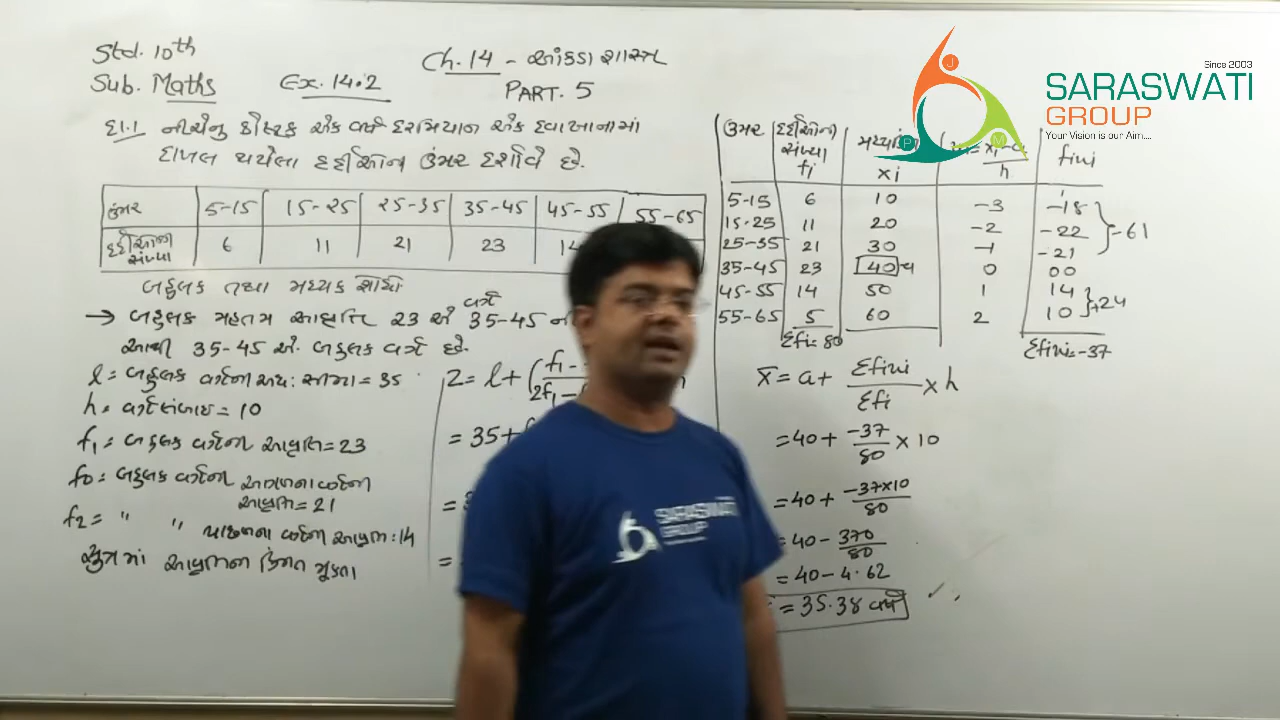 Std. 10th
Sub. Maths
Ex. 14.2
Ch. 14 - આંકડા શાસ્ત્ર
PART. 5
દા.1 નીચેનું કોષ્ટક એક વર્ષ દરમિયાન એક દવાખાનામાં
દાખલ થયેલા દર્દીઓની ઉંમર દર્શાવે છે.
ઉંમર 5-15 15-25 25-35 35-45 45-55 55-65
દર્દીઓની સંખ્યા 6 11 21 23 14
બહુલક તથા મધ્યક શોધો
→ બહુલક મહતમ આવૃત્તિ 23 એ વર્ગ 35-45 ની
આથી 35-45 એ બહુલક વર્ગ છે.
l = બહુલક વર્ગની અધ: સીમા = 35
h = વર્ગલંબાઇ = 10
f₁ = બહુલક વર્ગની આવૃત્તિ = 23
f0 = બહુલક વર્ગની આગળના વર્ગની
આવૃત્તિ = 21
f₂ = " " પાછળના વર્ગની આવૃત્તિ : 14
સુત્રમાં આવૃત્તિની કિંમત મુકતા
Z = l + (f₁ -
2f₁ -
= 35 +
ઉંમર દર્દીઓની સંખ્યા fi xi h fiui
5-15 6 10 -3 -18
15-25 11 20 -2 -22 -61
25-35 21 30 -1 -21
35-45 23 40 a 0 00
45-55 14 50 1 14
55-65 5 60 2 10 +24
Σfi = 80 Σfiui = -37
x̄ = a + Σfiui / Σfi × h
= 40 + -37/80 × 10
= 40 + -37×10/80
= 40 - 370/80
= 40 - 4.62
= 35.38 વર્ષ
Since 2003
SARASWATI
GROUP
Your Vision is our Aim....
J
P
M
SARASWATI
GROUP